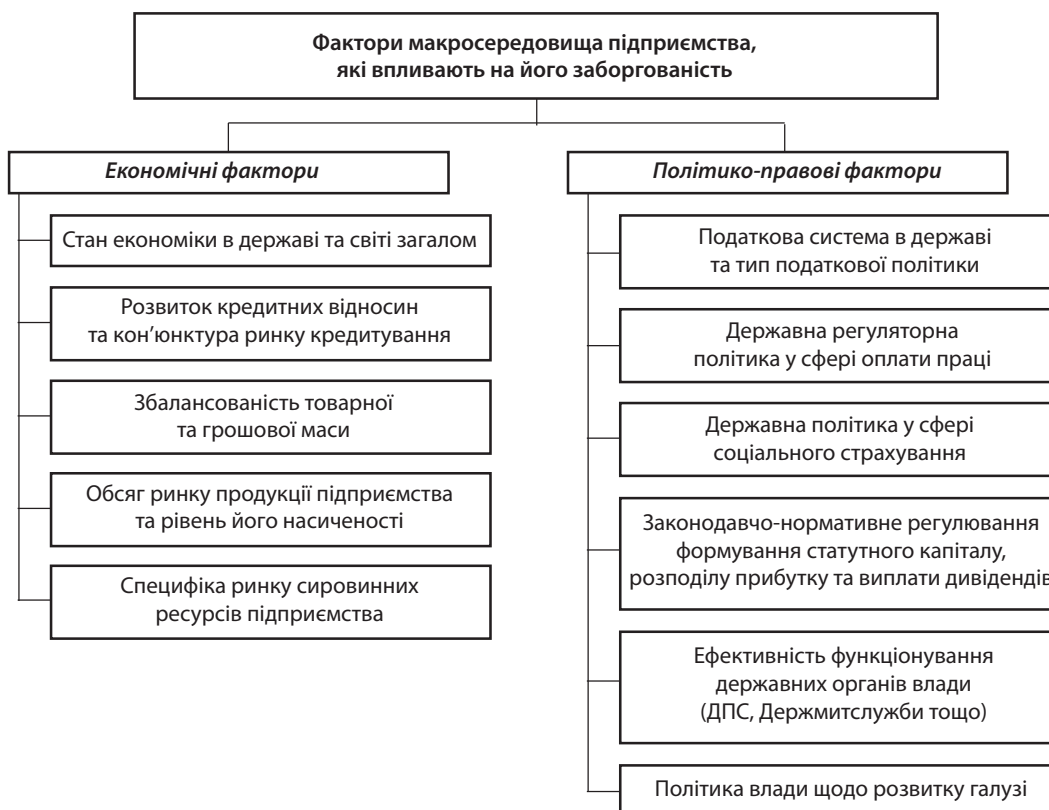 Фактори макросередовища підприємства,
які впливають на його заборгованість
Економічні фактори
Стан економіки в державі та світі загалом
Розвиток кредитних відносин
та кон'юнктура ринку кредитування
Збалансованість товарної
та грошової маси
Обсяг ринку продукції підприємства
та рівень його насиченості
Специфіка ринку сировинних
ресурсів підприємства
Політико-правові фактори
Податкова система в державі
та тип податкової політики
Державна регуляторна
політика у сфері оплати праці
Державна політика у сфері
соціального страхування
Законодавчо-нормативне регулювання
формування статутного капіталу,
розподілу прибутку та виплати дивідендів
Ефективність функціонування
державних органів влади
(ДПС, Держмитслужби тощо)
Політика влади щодо розвитку галузі